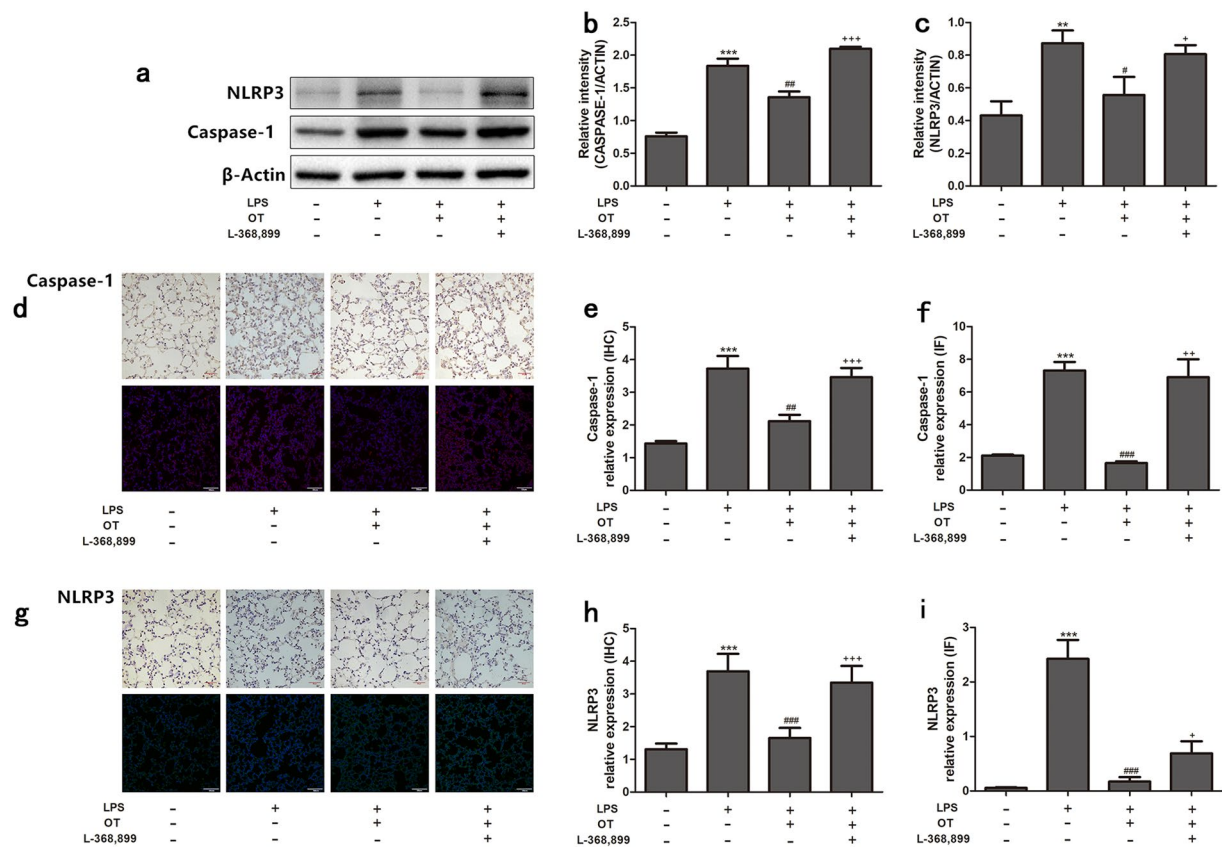 a
NLRP3
Caspase-1
β-Actin
LPS – + + +
OT – – + +
L-368,899 – – – +
b
Relative intensity
(CASPASE-1/ACTIN)
2.5
2.0
1.5
1.0
0.5
0.0
***
##
+++
LPS – + + +
OT – – + +
L-368,899 – – – +
c
Relative intensity
(NLRP3/ACTIN)
1.0
0.8
0.6
0.4
0.2
0.0
**
#
+
LPS – + + +
OT – – + +
L-368,899 – – – +
d
Caspase-1
LPS – + + +
OT – – + +
L-368,899 – – – +
e
Caspase-1
relative expression (IHC)
5
4
3
2
1
0
***
##
+++
LPS – + + +
OT – – + +
L-368,899 – – – +
f
Caspase-1
relative expression (IF)
10
8
6
4
2
0
***
###
++
LPS – + + +
OT – – + +
L-368,899 – – – +
g
NLRP3
LPS – + + +
OT – – + +
L-368,899 – – – +
h
NLRP3
relative expression (IHC)
5
4
3
2
1
0
***
###
+++
LPS – + + +
OT – – + +
L-368,899 – – – +
i
NLRP3
relative expression (IF)
3
2
1
0
***
###
+
LPS – + + +
OT – – + +
L-368,899 – – – +